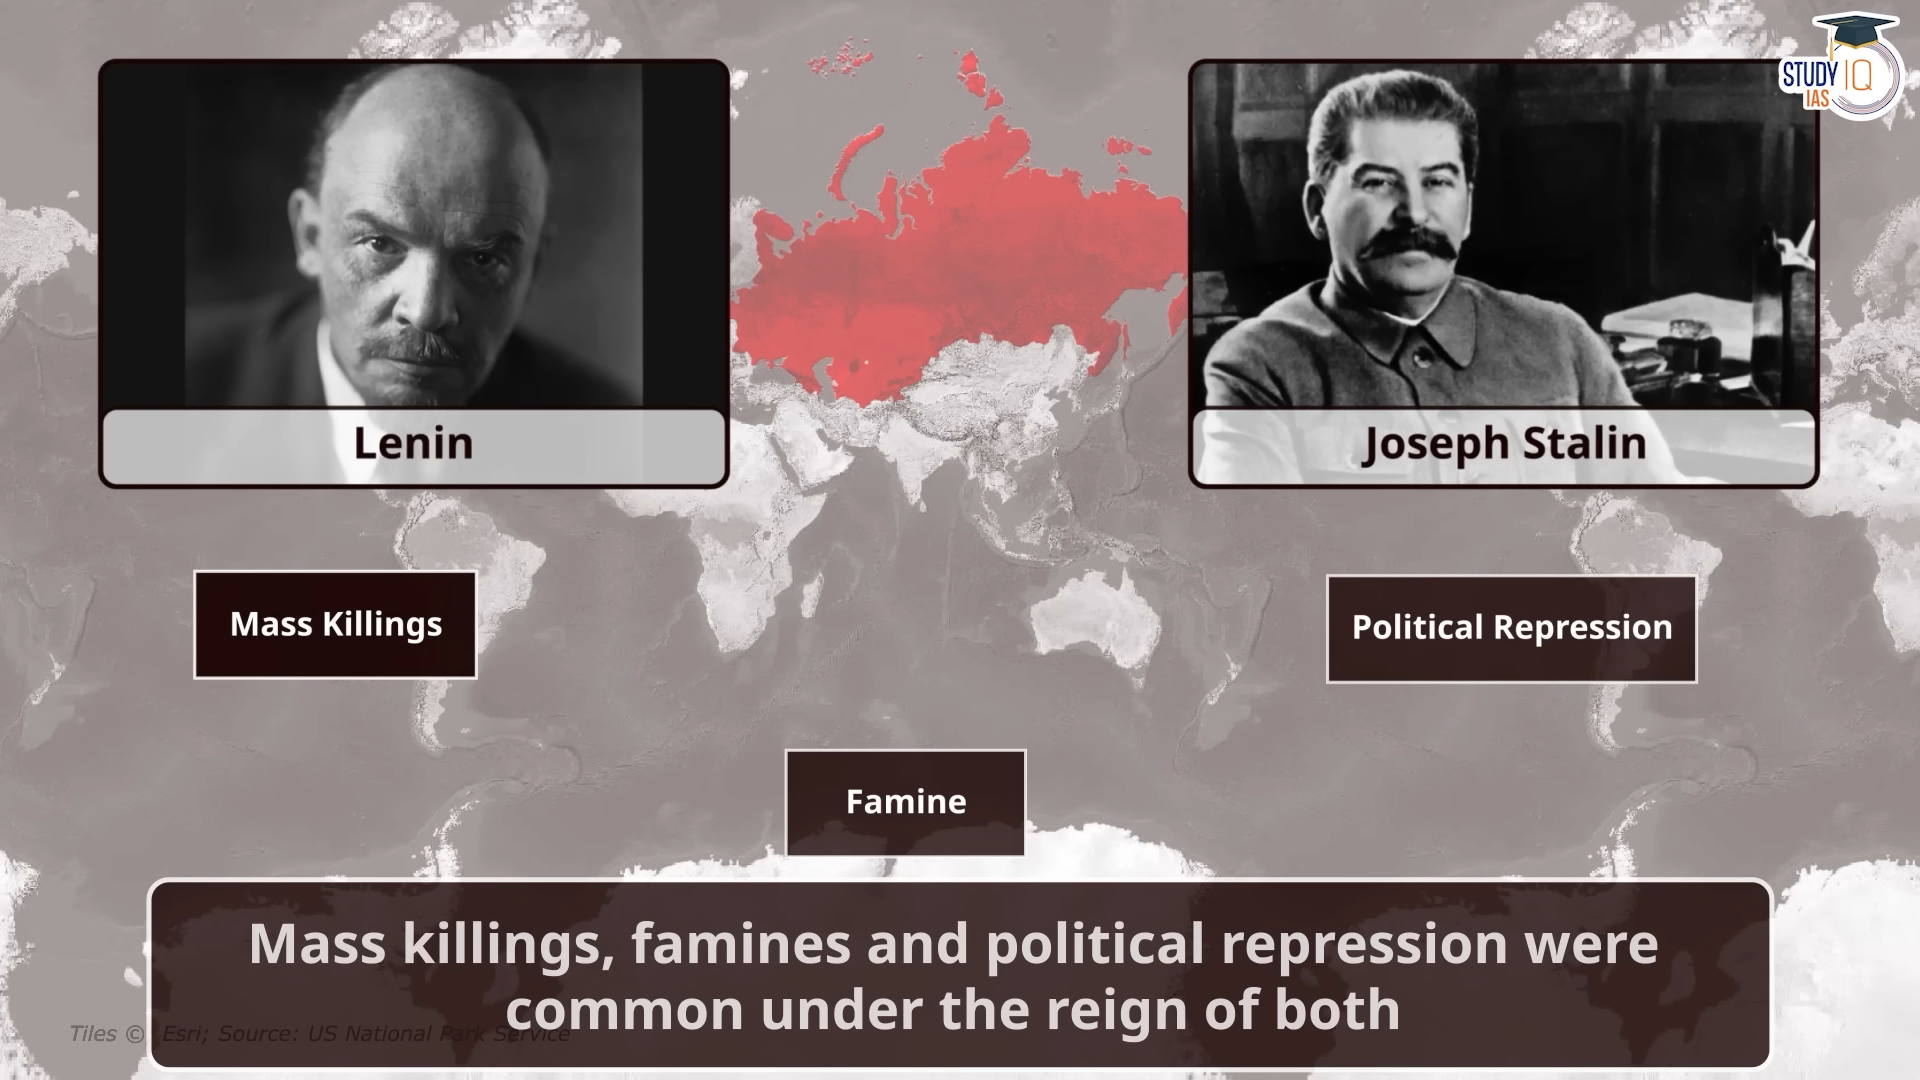 STUDY IQ
IAS
Lenin
Joseph Stalin
Mass Killings
Political Repression
Famine
Mass killings, famines and political repression were
common under the reign of both
Tiles © Esri; Source: US National Park Service